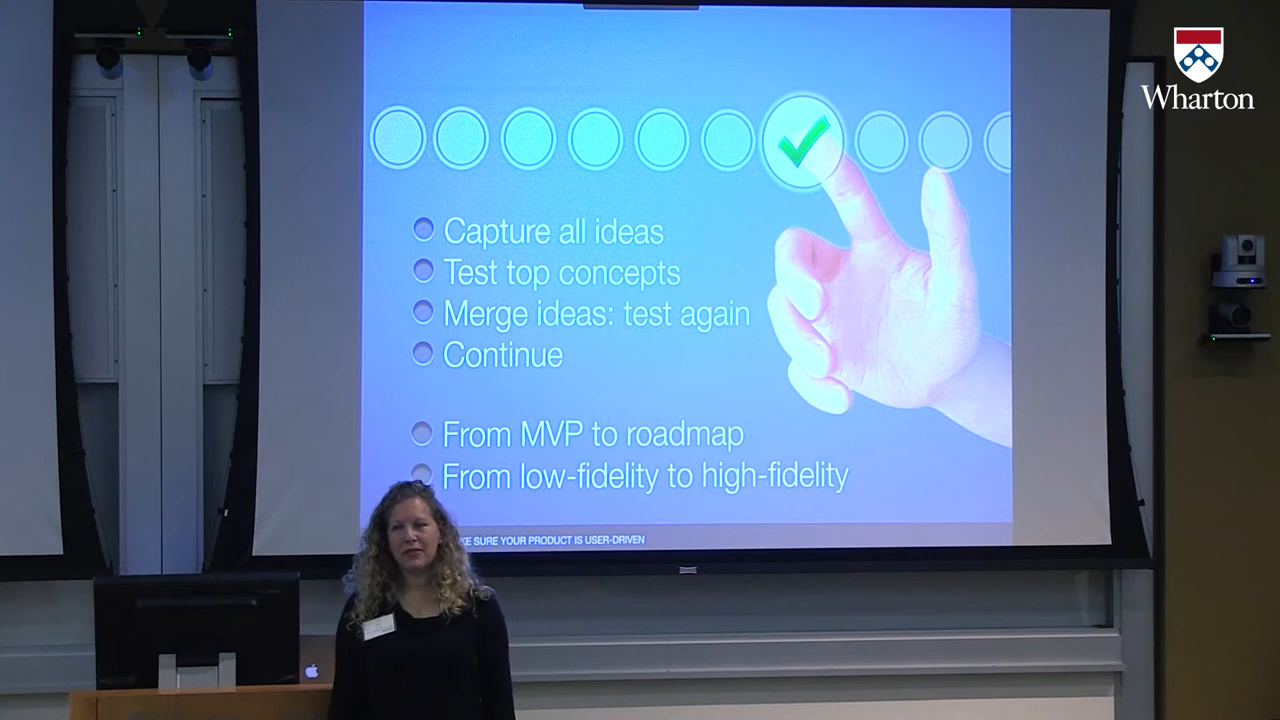 Wharton
Capture all ideas
Test top concepts
Merge ideas: test again
Continue
From MVP to roadmap
From low-fidelity to high-fidelity
SURE YOUR PRODUCT IS USER-DRIVEN